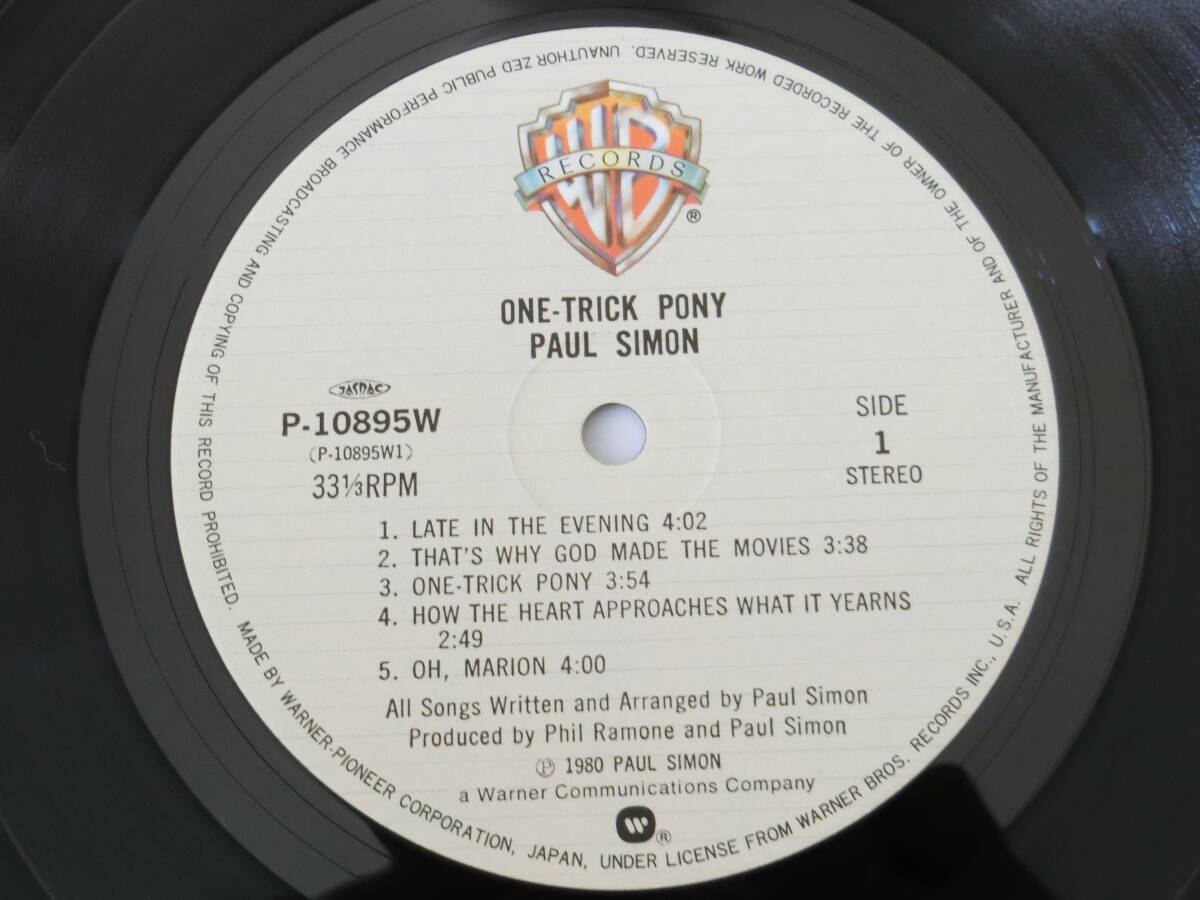 WB
RECORDS
®
ONE-TRICK PONY
PAUL SIMON
JASRAC
P-10895W
(P-10895W1)
33⅓RPM
SIDE
1
STEREO
1. LATE IN THE EVENING 4:02
2. THAT'S WHY GOD MADE THE MOVIES 3:38
3. ONE-TRICK PONY 3:54
4. HOW THE HEART APPROACHES WHAT IT YEARNS
2:49
5. OH, MARION 4:00
All Songs Written and Arranged by Paul Simon
Produced by Phil Ramone and Paul Simon
℗ 1980 PAUL SIMON
a Warner Communications Company
®
MADE BY WARNER-PIONEER CORPORATION, JAPAN, UNDER LICENSE FROM WARNER BROS. RECORDS INC., U.S.A. ALL RIGHTS OF THE MANUFACTURER AND OF THE OWNER OF THE RECORDED WORK RESERVED. UNAUTHOR ZED PUBLIC PERFORMANCE BROADCASTING AND COPYING OF THIS RECORD PROHIBITED.